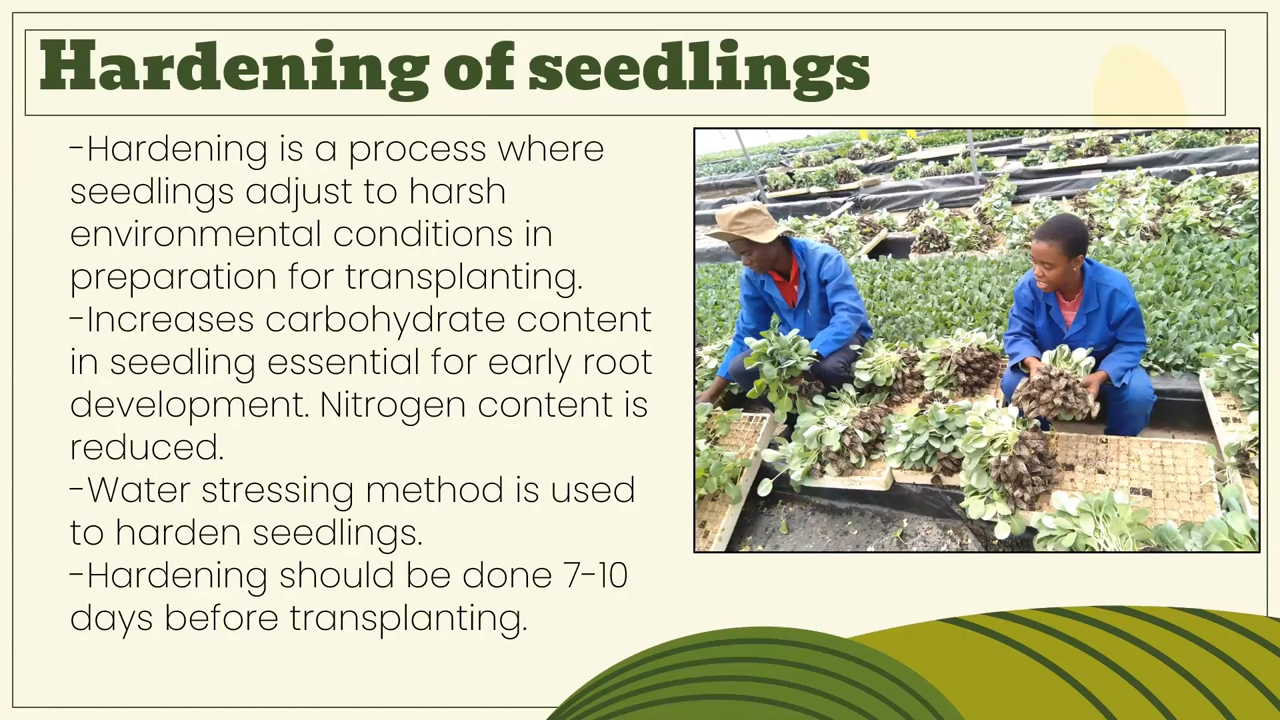 Hardening of seedlings
-Hardening is a process where
seedlings adjust to harsh
environmental conditions in
preparation for transplanting.
-Increases carbohydrate content
in seedling essential for early root
development. Nitrogen content is
reduced.
-Water stressing method is used
to harden seedlings.
-Hardening should be done 7-10
days before transplanting.